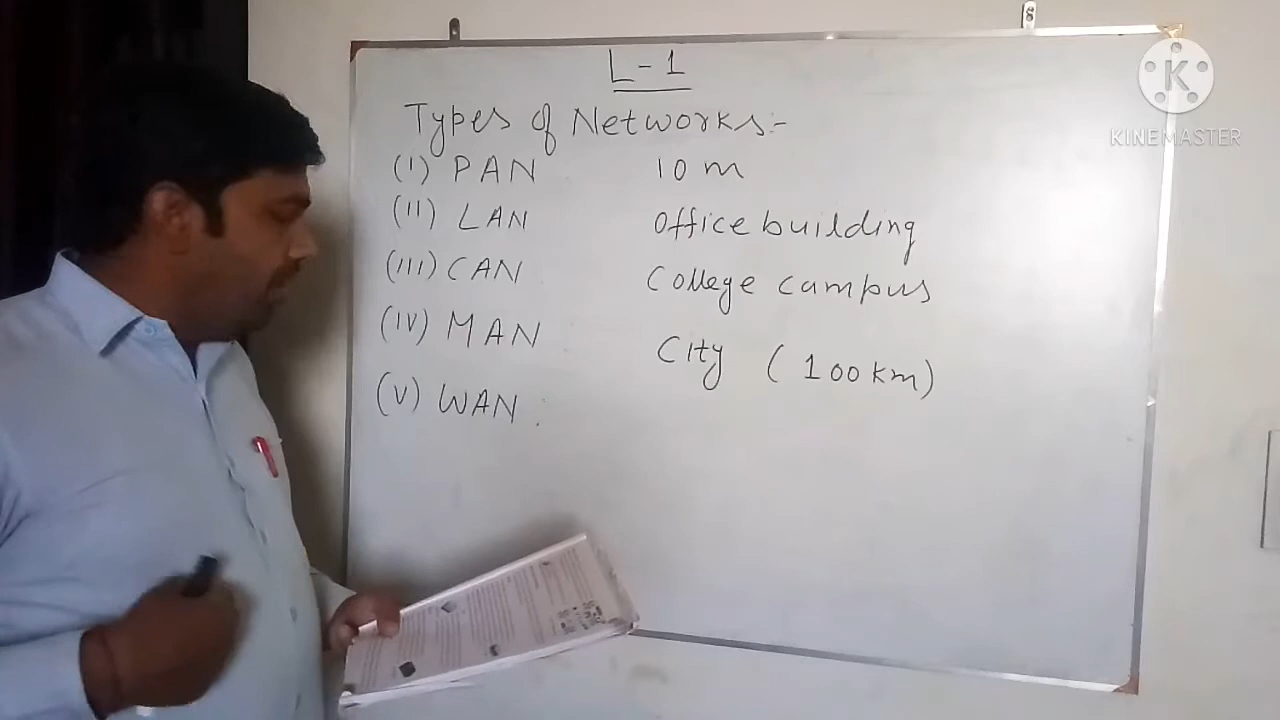 L-1
Types of Networks:-
(I) PAN 10 m
(II) LAN office building
(III) CAN College campus
(IV) MAN City (100 km)
(V) WAN :
K
KINEMASTER